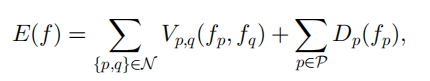 E(f) = ∑_{{p,q}∈𝒩} V_{p,q}(f_p, f_q) + ∑_{p∈𝒫} D_p(f_p),